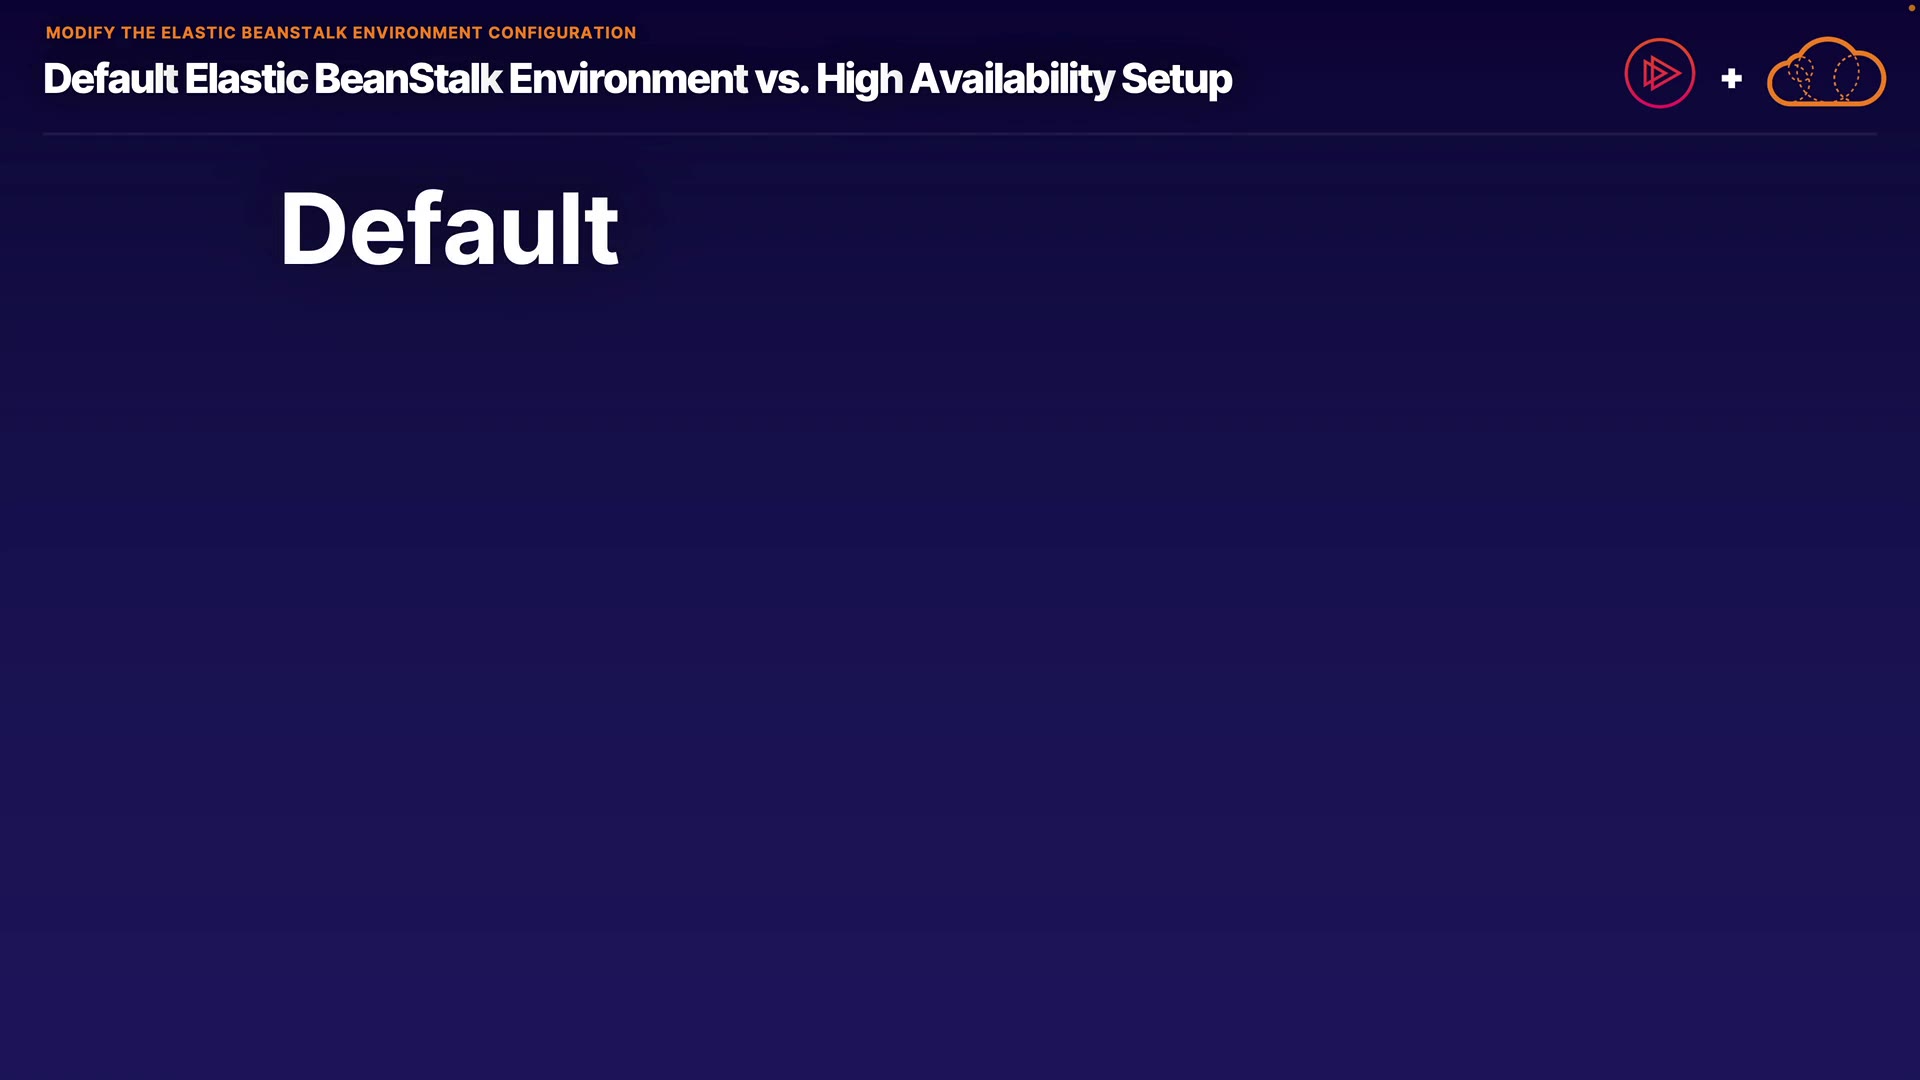 MODIFY THE ELASTIC BEANSTALK ENVIRONMENT CONFIGURATION
Default Elastic BeanStalk Environment vs. High Availability Setup
+
Default